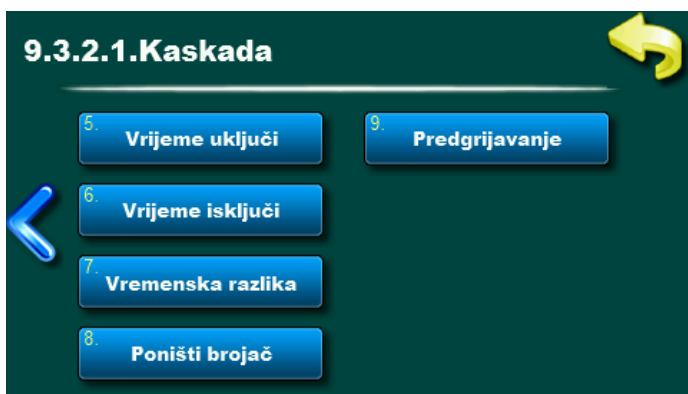 9.3.2.1.Kaskada
5.
Vrijeme uključi
6.
Vrijeme isključi
7.
Vremenska razlika
8.
Poništi brojač
9.
Predgrijavanje